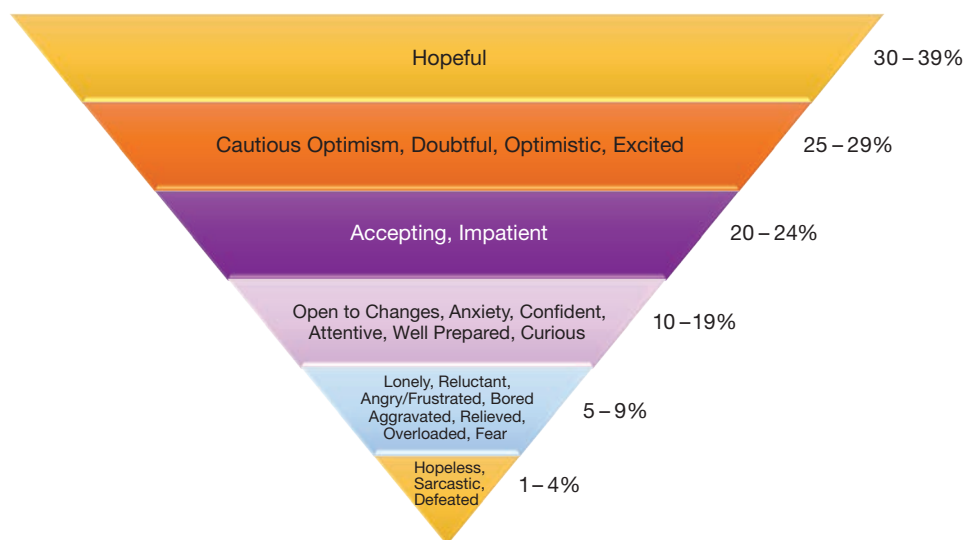 Hopeful
30–39%
Cautious Optimism, Doubtful, Optimistic, Excited
25–29%
Accepting, Impatient
20–24%
Open to Changes, Anxiety, Confident,
Attentive, Well Prepared, Curious
10–19%
Lonely, Reluctant,
Angry/Frustrated, Bored
Aggravated, Relieved,
Overloaded, Fear
5–9%
Hopeless,
Sarcastic,
Defeated
1–4%